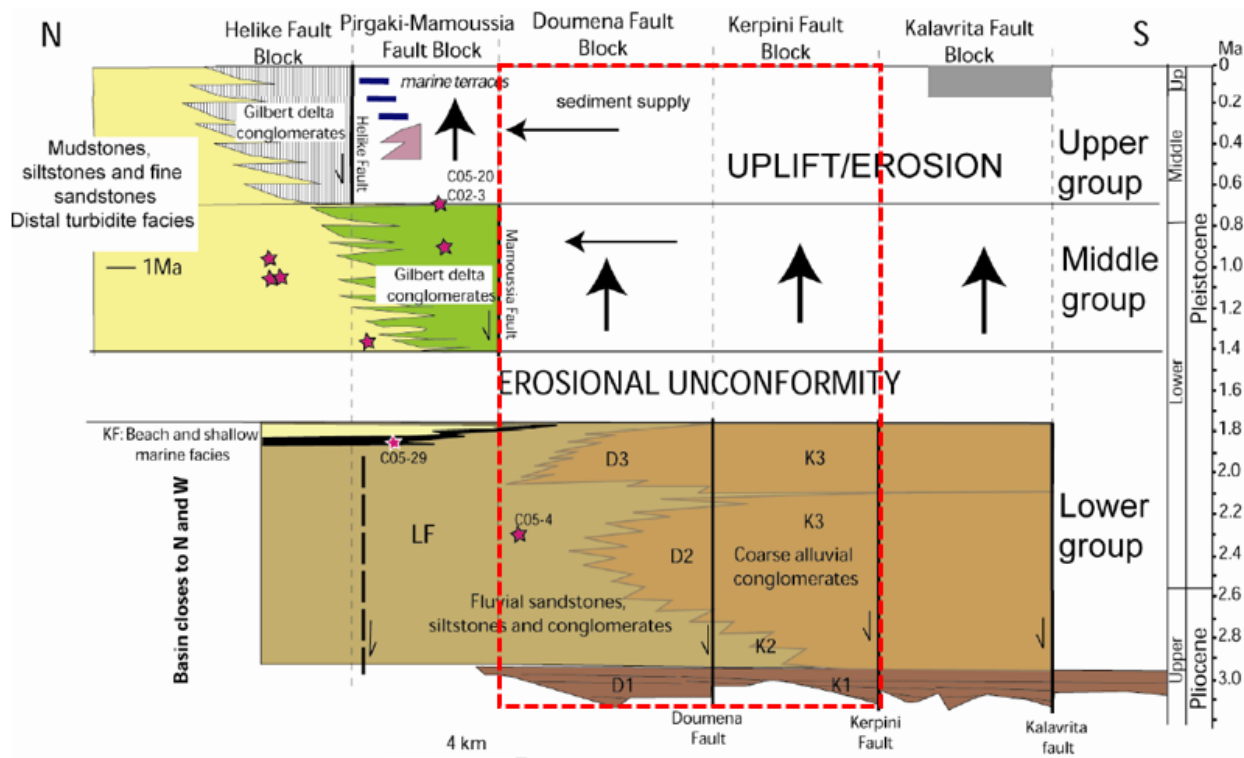 N
Helike Fault
Block
Pirgaki-Mamoussia
Fault Block
Doumena Fault
Block
Kerpini Fault
Block
Kalavrita Fault
Block
S
Ma
marine terraces
sediment supply
Gilbert delta
conglomerates
Helike Fault
Mudstones,
siltstones and fine
sandstones
Distal turbidite facies
UPLIFT/EROSION
Upper
group
C05-20
C02-3
1Ma
Gilbert delta
conglomerates
Mamoussia Fault
Middle
group
EROSIONAL UNCONFORMITY
KF: Beach and shallow
marine facies
C05-29
D3
K3
C05-4
LF
K3
D2
Coarse alluvial
conglomerates
Lower
group
Fluvial sandstones,
siltstones and conglomerates
K2
D1
K1
Basin closes to N and W
Doumena
Fault
Kerpini
Fault
Kalavrita
fault
4 km
Up
Middle
Lower
Upper
Pleistocene
Pliocene
0
0.2
0.4
0.6
0.8
1.0
1.2
1.4
1.6
1.8
2.0
2.2
2.4
2.6
2.8
3.0